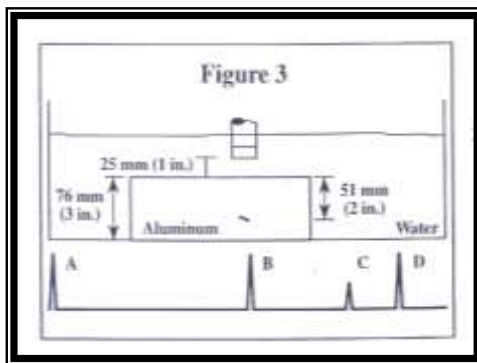 Figure 3
25 mm (1 in.)
76 mm
(3 in.)
51 mm
(2 in.)
Aluminum
Water
A
B
C
D